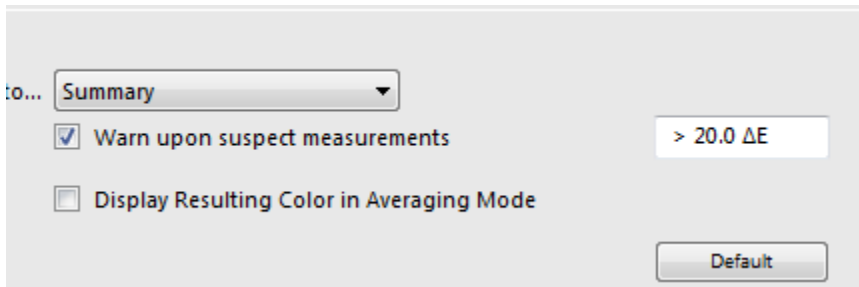 to... Summary
Warn upon suspect measurements > 20.0 ΔE
Display Resulting Color in Averaging Mode
Default